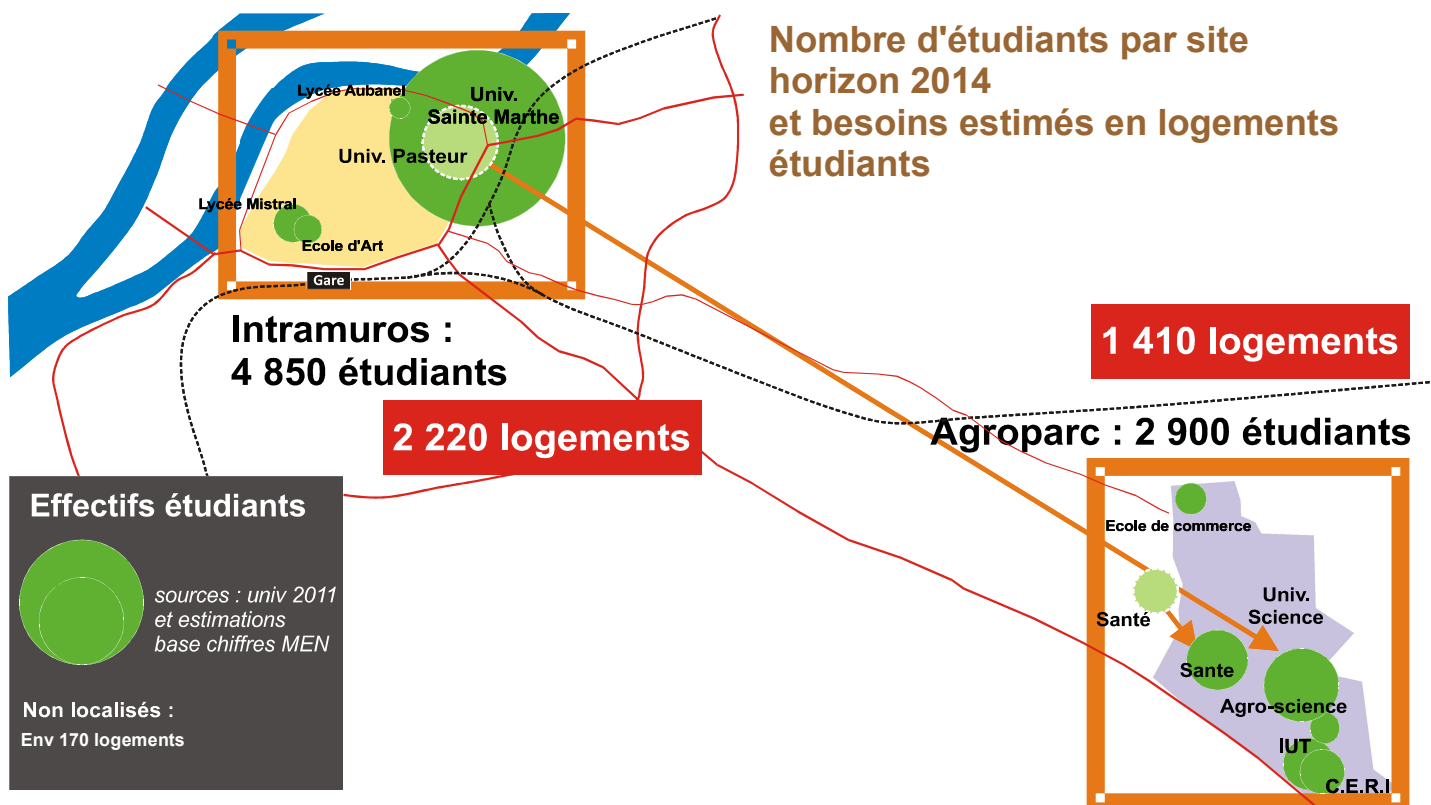 Nombre d'étudiants par site
horizon 2014
et besoins estimés en logements
étudiants
Lycée Aubanel
Univ.
Sainte Marthe
Univ. Pasteur
Lycée Mistral
Ecole d'Art
Gare
Intramuros :
4 850 étudiants
2 220 logements
1 410 logements
Agroparc : 2 900 étudiants
Ecole de commerce
Univ.
Science
Santé
Sante
Agro-science
IUT
C.E.R.I
Effectifs étudiants
sources : univ 2011
et estimations
base chiffres MEN
Non localisés :
Env 170 logements